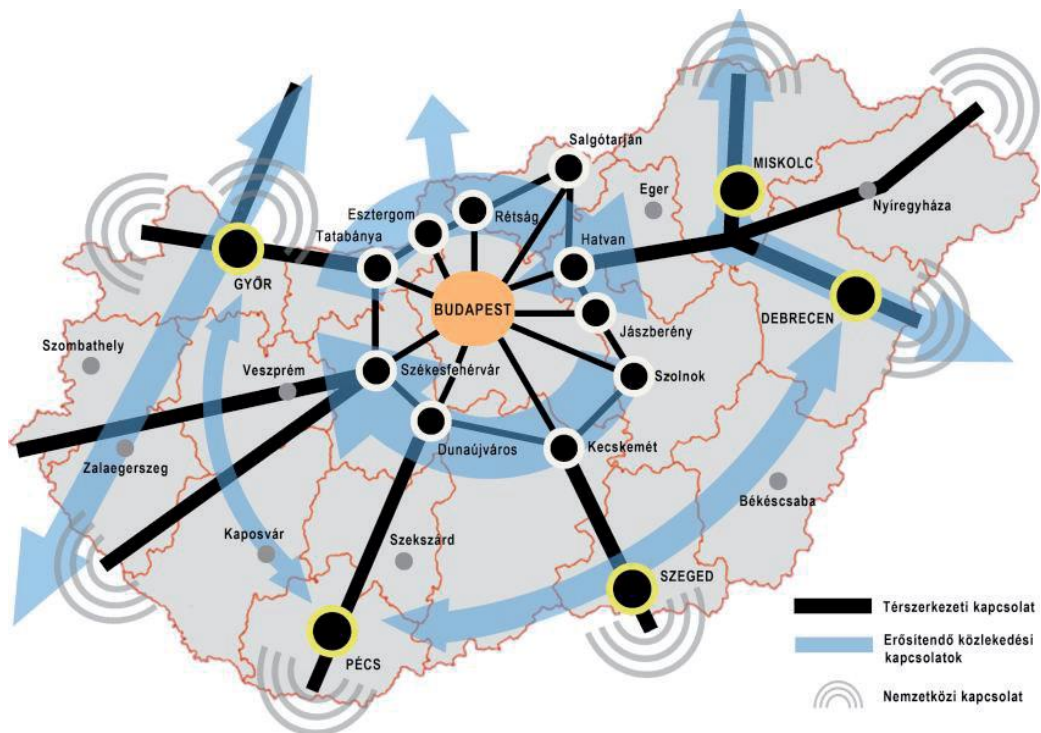 Salgótarján
MISKOLC
Eger
Nyíregyháza
Esztergom
Rétság
Tatabánya
Hatvan
GYŐR
BUDAPEST
DEBRECEN
Jászberény
Szombathely
Veszprém
Székesfehérvár
Szolnok
Dunaújváros
Kecskemét
Zalaegerszeg
Békéscsaba
Kaposvár
Szekszárd
SZEGED
PÉCS
Térszerkezeti kapcsolat
Erősítendő közlekedési
kapcsolatok
Nemzetközi kapcsolat